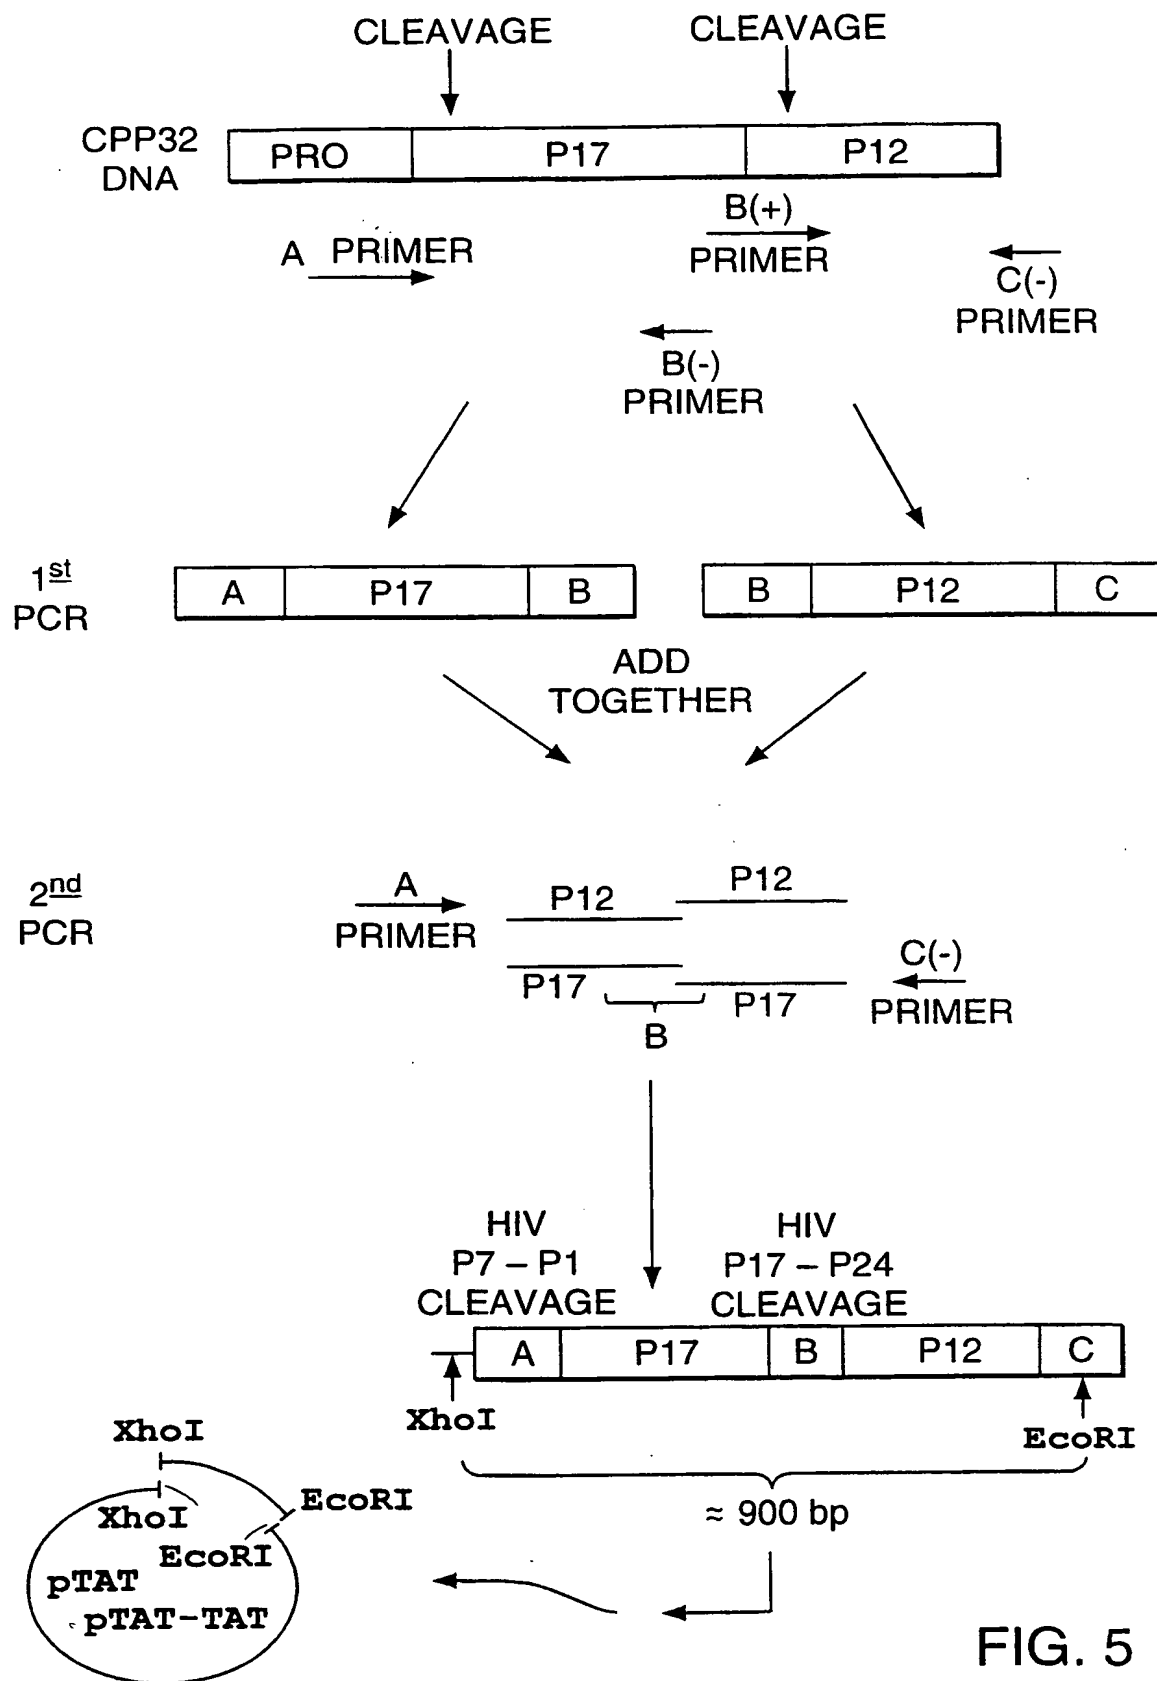 CLEAVAGE CLEAVAGE
CPP32
DNA
PRO P17 P12
A PRIMER
B(+)
PRIMER
C(-)
PRIMER
B(-)
PRIMER
1st
PCR
A P17 B B P12 C
ADD
TOGETHER
2nd
PCR
A
PRIMER
P12 P12
P17 P17
B
C(-)
PRIMER
HIV
P7 – P1
CLEAVAGE
HIV
P17 – P24
CLEAVAGE
A P17 B P12 C
XhoI
EcoRI
≈ 900 bp
XhoI
EcoRI
XhoI
EcoRI
pTAT
pTAT-TAT
FIG. 5